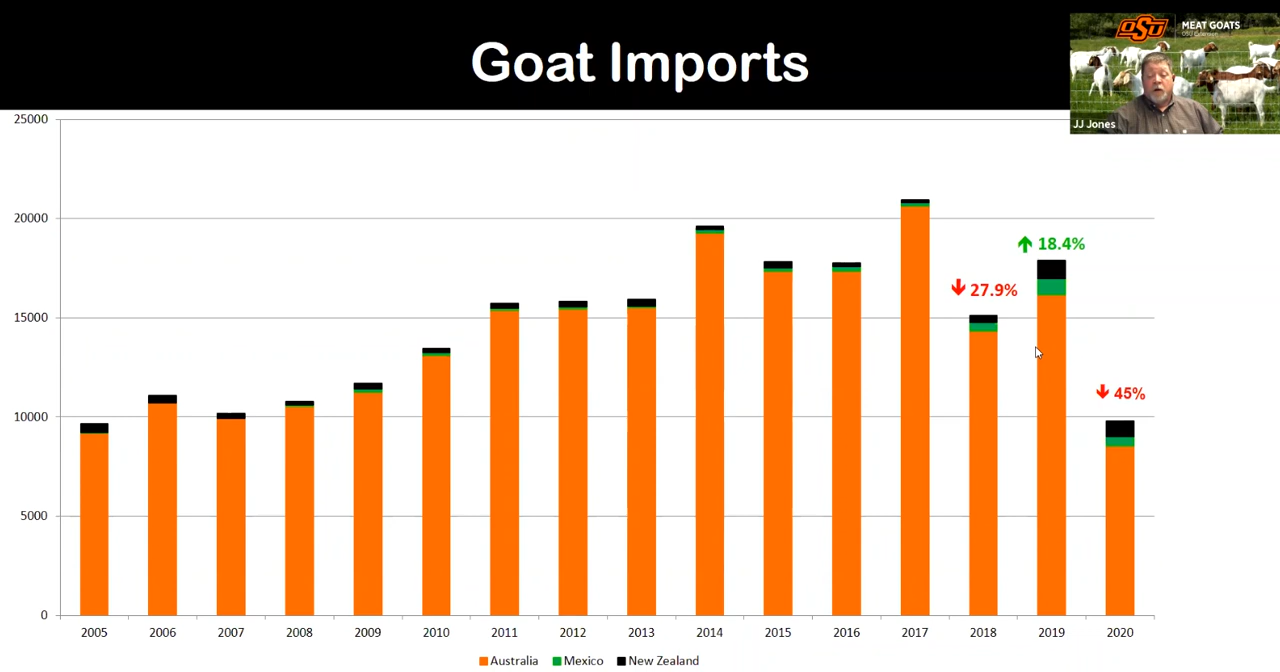 Goat Imports
OSU
MEAT GOATS
OSU Extension
JJ Jones
25000
20000
15000
10000
5000
0
27.9%
18.4%
45%
2005 2006 2007 2008 2009 2010 2011 2012 2013 2014 2015 2016 2017 2018 2019 2020
Australia Mexico New Zealand